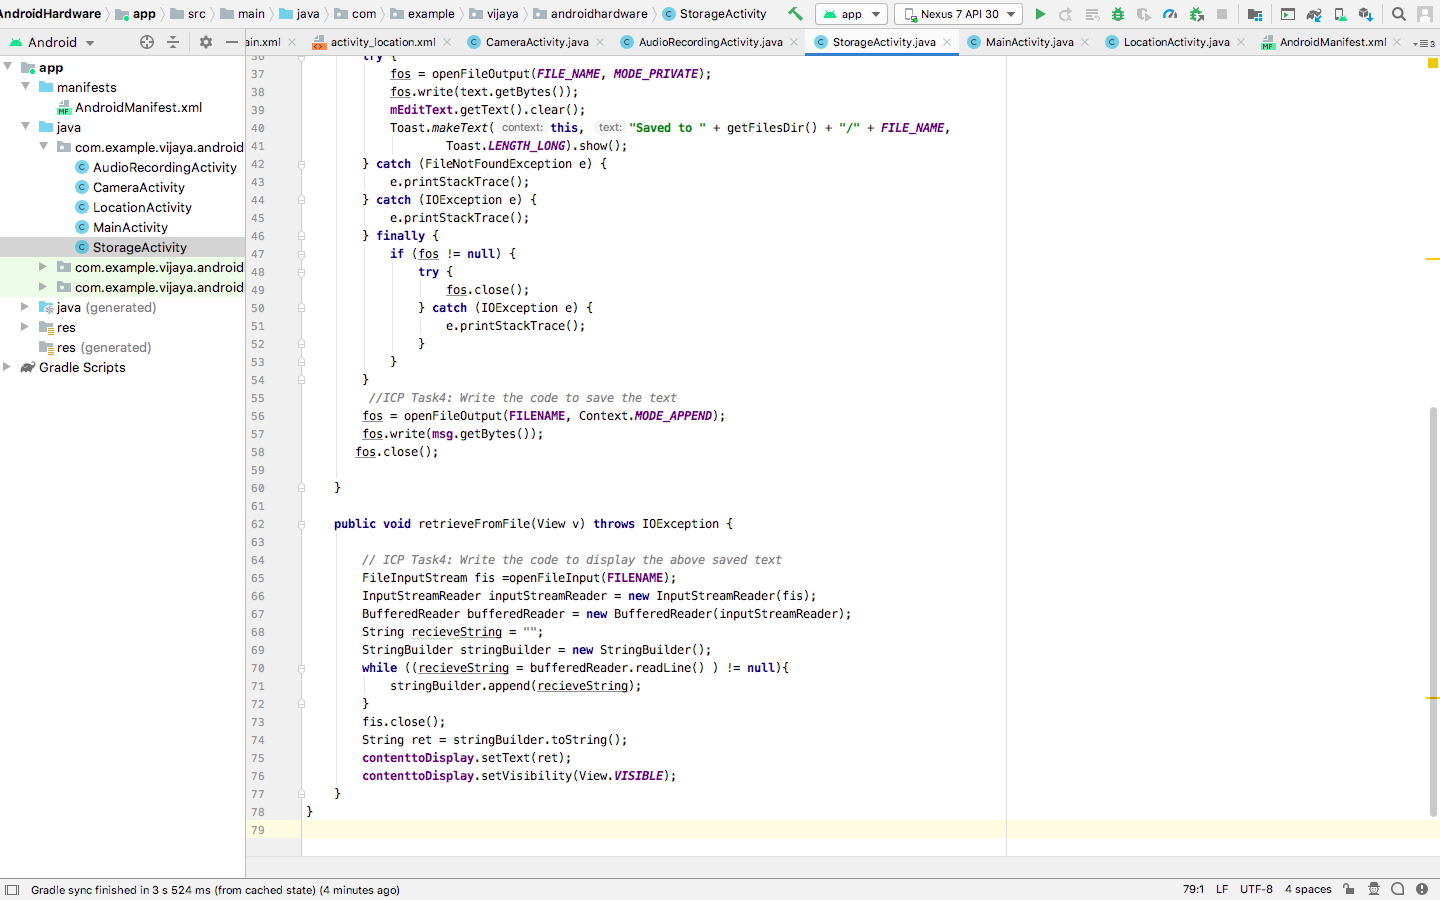 AndroidHardware app src main java com example vijaya androidhardware StorageActivity app Nexus 7 API 30
Android ain.xml activity_location.xml CameraActivity.java AudioRecordingActivity.java StorageActivity.java MainActivity.java LocationActivity.java AndroidManifest.xml 3
app
manifests
AndroidManifest.xml
java
com.example.vijaya.android
AudioRecordingActivity
CameraActivity
LocationActivity
MainActivity
StorageActivity
com.example.vijaya.android
com.example.vijaya.android
java (generated)
res
res (generated)
Gradle Scripts
36 try {
37 fos = openFileOutput(FILE_NAME, MODE_PRIVATE);
38 fos.write(text.getBytes());
39 mEditText.getText().clear();
40 Toast.makeText( context: this, text: "Saved to " + getFilesDir() + "/" + FILE_NAME,
41 Toast.LENGTH_LONG).show();
42 } catch (FileNotFoundException e) {
43 e.printStackTrace();
44 } catch (IOException e) {
45 e.printStackTrace();
46 } finally {
47 if (fos != null) {
48 try {
49 fos.close();
50 } catch (IOException e) {
51 e.printStackTrace();
52 }
53 }
54 }
55 //ICP Task4: Write the code to save the text
56 fos = openFileOutput(FILENAME, Context.MODE_APPEND);
57 fos.write(msg.getBytes());
58 fos.close();
59
60 }
61
62 public void retrieveFromFile(View v) throws IOException {
63
64 // ICP Task4: Write the code to display the above saved text
65 FileInputStream fis =openFileInput(FILENAME);
66 InputStreamReader inputStreamReader = new InputStreamReader(fis);
67 BufferedReader bufferedReader = new BufferedReader(inputStreamReader);
68 String recieveString = "";
69 StringBuilder stringBuilder = new StringBuilder();
70 while ((recieveString = bufferedReader.readLine() ) != null){
71 stringBuilder.append(recieveString);
72 }
73 fis.close();
74 String ret = stringBuilder.toString();
75 contenttoDisplay.setText(ret);
76 contenttoDisplay.setVisibility(View.VISIBLE);
77 }
78 }
79
Gradle sync finished in 3 s 524 ms (from cached state) (4 minutes ago) 79:1 LF UTF-8 4 spaces